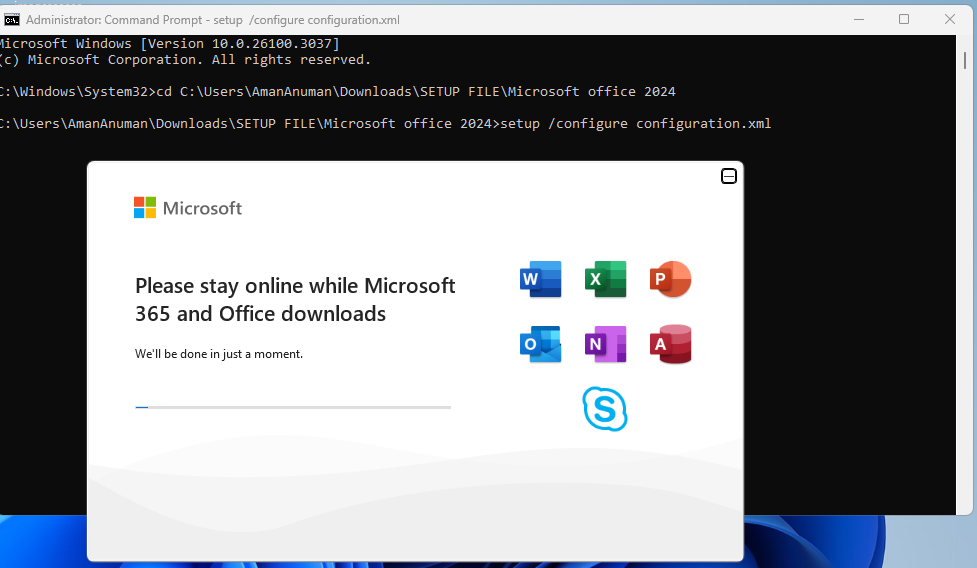 Administrator: Command Prompt - setup  /configure configuration.xml
Microsoft Windows [Version 10.0.26100.3037]
(c) Microsoft Corporation. All rights reserved.
C:\Windows\System32>cd C:\Users\AmanAnuman\Downloads\SETUP FILE\Microsoft office 2024
C:\Users\AmanAnuman\Downloads\SETUP FILE\Microsoft office 2024>setup /configure configuration.xml
Microsoft
Please stay online while Microsoft
365 and Office downloads
We'll be done in just a moment.
W X P
O N A
S